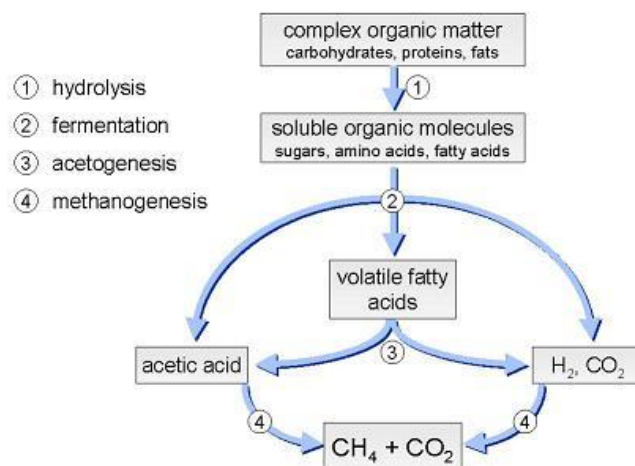 complex organic matter
carbohydrates, proteins, fats
① hydrolysis
② fermentation
③ acetogenesis
④ methanogenesis
①
soluble organic molecules
sugars, amino acids, fatty acids
②
volatile fatty
acids
③
acetic acid
H₂, CO₂
④
④
CH₄ + CO₂